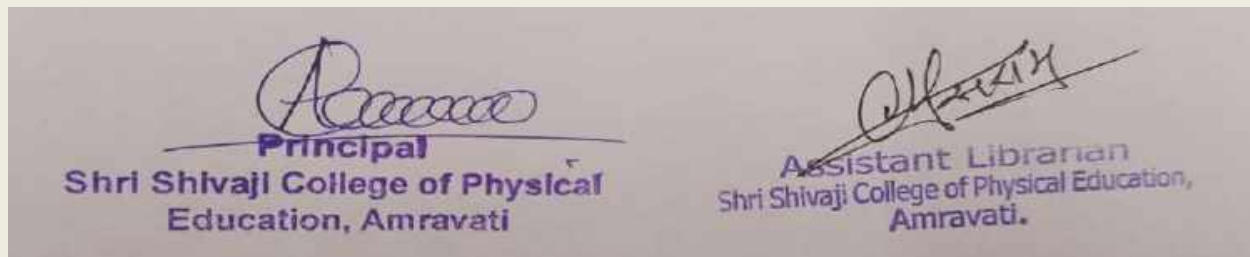 Principal
Shri Shivaji College of Physical
Education, Amravati
Assistant Librarian
Shri Shivaji College of Physical Education,
Amravati.